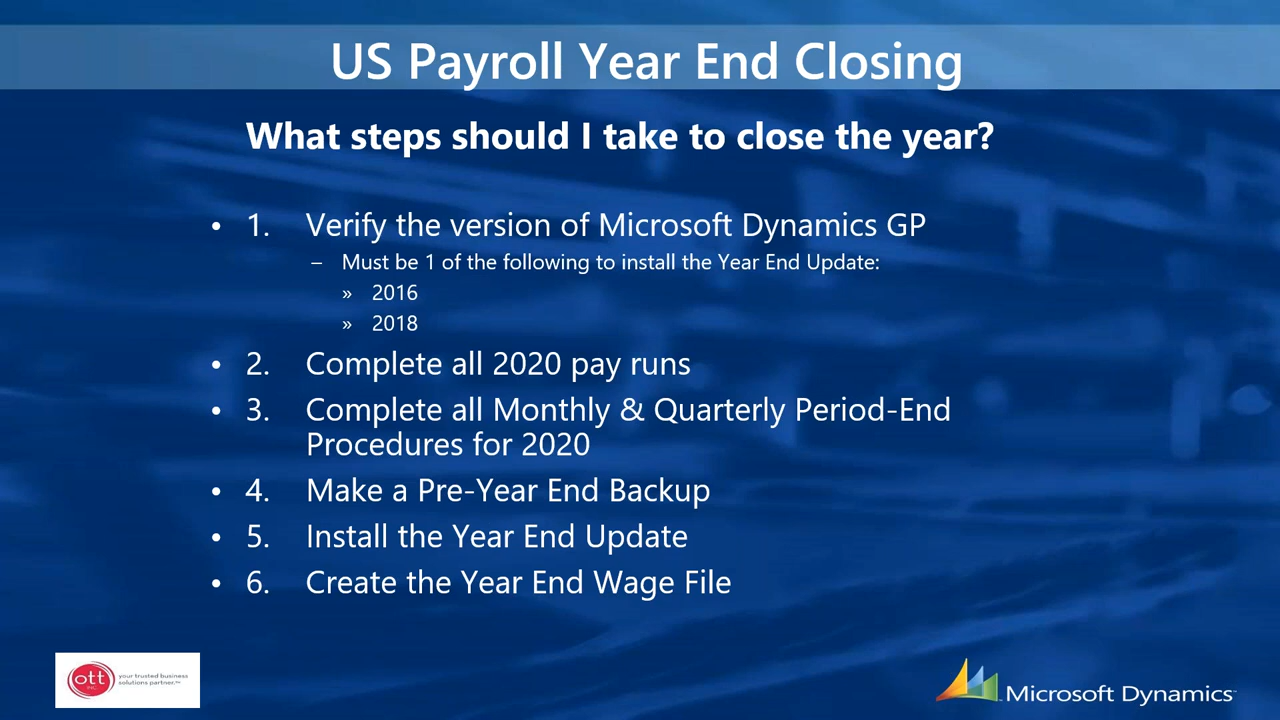 US Payroll Year End Closing
What steps should I take to close the year?
• 1. Verify the version of Microsoft Dynamics GP
– Must be 1 of the following to install the Year End Update:
» 2016
» 2018
• 2. Complete all 2020 pay runs
• 3. Complete all Monthly & Quarterly Period-End
Procedures for 2020
• 4. Make a Pre-Year End Backup
• 5. Install the Year End Update
• 6. Create the Year End Wage File
ott
INC.
your trusted business
solutions partner.™
Microsoft Dynamics™